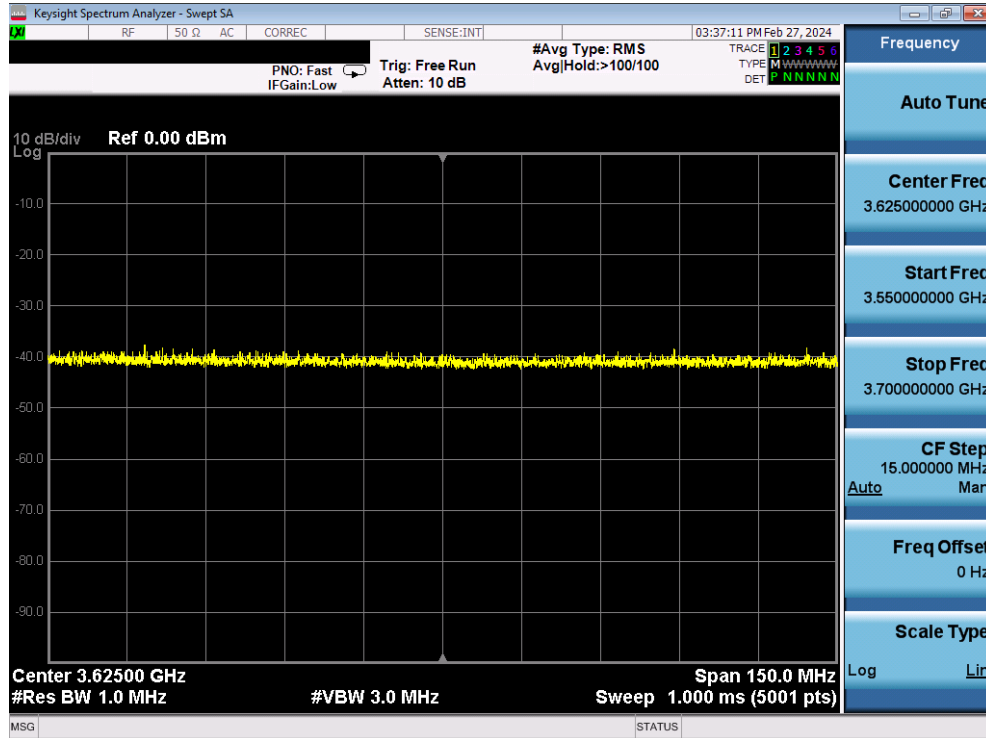 Keysight Spectrum Analyzer - Swept SA
LXI RF 50 Ω AC CORREC SENSE:INT 03:37:11 PM Feb 27, 2024
PNO: Fast
IFGain:Low
Trig: Free Run
Atten: 10 dB
#Avg Type: RMS
Avg|Hold:>100/100
TRACE 1 2 3 4 5 6
TYPE M W W W W W
DET P N N N N N
10 dB/div Ref 0.00 dBm
Log
-10.0
-20.0
-30.0
-40.0
-50.0
-60.0
-70.0
-80.0
-90.0
Center 3.62500 GHz Span 150.0 MHz
#Res BW 1.0 MHz #VBW 3.0 MHz Sweep 1.000 ms (5001 pts)
MSG STATUS
Frequency
Auto Tune
Center Freq
3.625000000 GHz
Start Freq
3.550000000 GHz
Stop Freq
3.700000000 GHz
CF Step
15.000000 MHz
Auto Man
Freq Offset
0 Hz
Scale Type
Log Lin